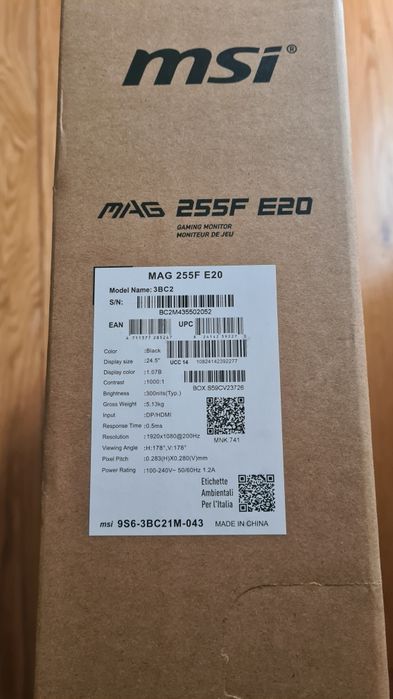 msi®
MAG 255F E20
GAMING MONITOR
MONITEUR DE JEU
MAG 255F E20
Model Name: 3BC2
S/N:
BC2M435502052
EAN
UPC
Color :Black
Display size :24.5"
UCC 14 10824142392277
Display color :1.07B
Contrast :1000:1
BOX.S59CV23726
Brightness :300nits(Typ.)
Gross Weight :5.13kg
Input :DP/HDMI
Response Time :0.5ms
Resolution :1920x1080@200Hz
MNK.741
Viewing Angle :H:178°,V:178°
Pixel Pitch :0.283(H)X0.280(V)mm
Power Rating :100-240V~ 50/60Hz 1.2A
Etichette
Ambientali
Per l'Italia
msi 9S6-3BC21M-043 MADE IN CHINA